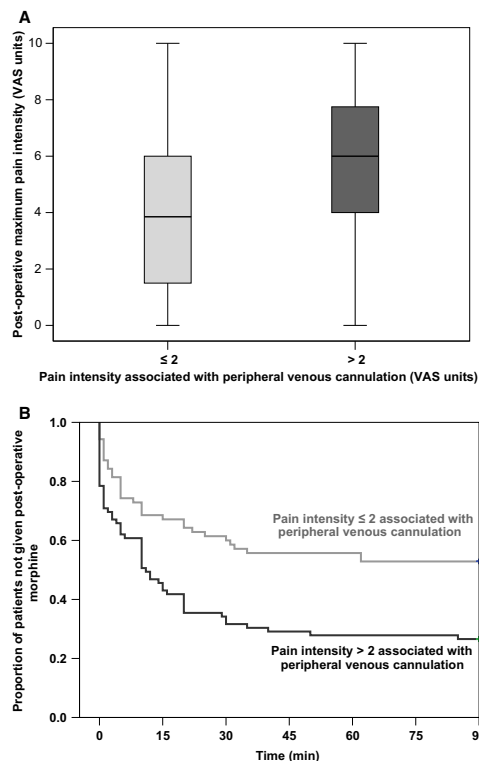 A
Post-operative maximum pain intensity (VAS units)
10
8
6
4
2
0
≤ 2
> 2
Pain intensity associated with peripheral venous cannulation (VAS units)
B
Proportion of patients not given post-operative
morphine
1.0
0.8
0.6
0.4
0.2
0.0
Pain intensity ≤ 2 associated with
peripheral venous cannulation
Pain intensity > 2 associated with
peripheral venous cannulation
0
15
30
45
60
75
Time (min)